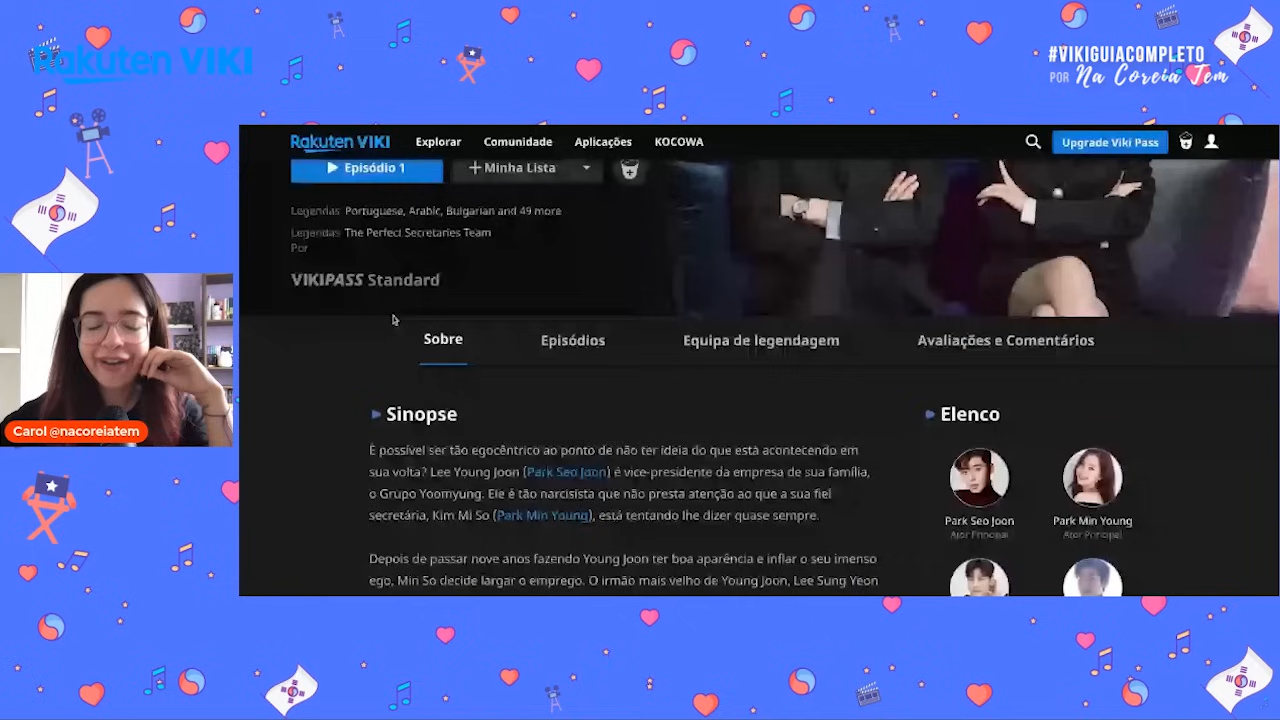 Rakuten VIKI
#VIKIGUIACOMPLETO
POR Na Coreia Tem
Rakuten VIKI Explorar Comunidade Aplicações KOCOWA Upgrade Viki Pass
Episódio 1 + Minha Lista
Legendas Portuguese, Arabic, Bulgarian and 49 more
Legendas Por The Perfect Secretaries Team
VIKIPASS Standard
Sobre Episódios Equipa de legendagem Avaliações e Comentários
Sinopse
É possível ser tão egocêntrico ao ponto de não ter ideia do que está acontecendo em
sua volta? Lee Young Joon (Park Seo Joon) é vice-presidente da empresa de sua família,
o Grupo Yoomyung. Ele é tão narcisista que não presta atenção ao que a sua fiel
secretária, Kim Mi So (Park Min Young), está tentando lhe dizer quase sempre.
Depois de passar nove anos fazendo Young Joon ter boa aparência e inflar o seu imenso
ego, Min So decide largar o emprego. O irmão mais velho de Young Joon, Lee Sung Yeon
Elenco
Park Seo Joon
Ator Principal
Park Min Young
Ator Principal
Carol @nacoreiatem